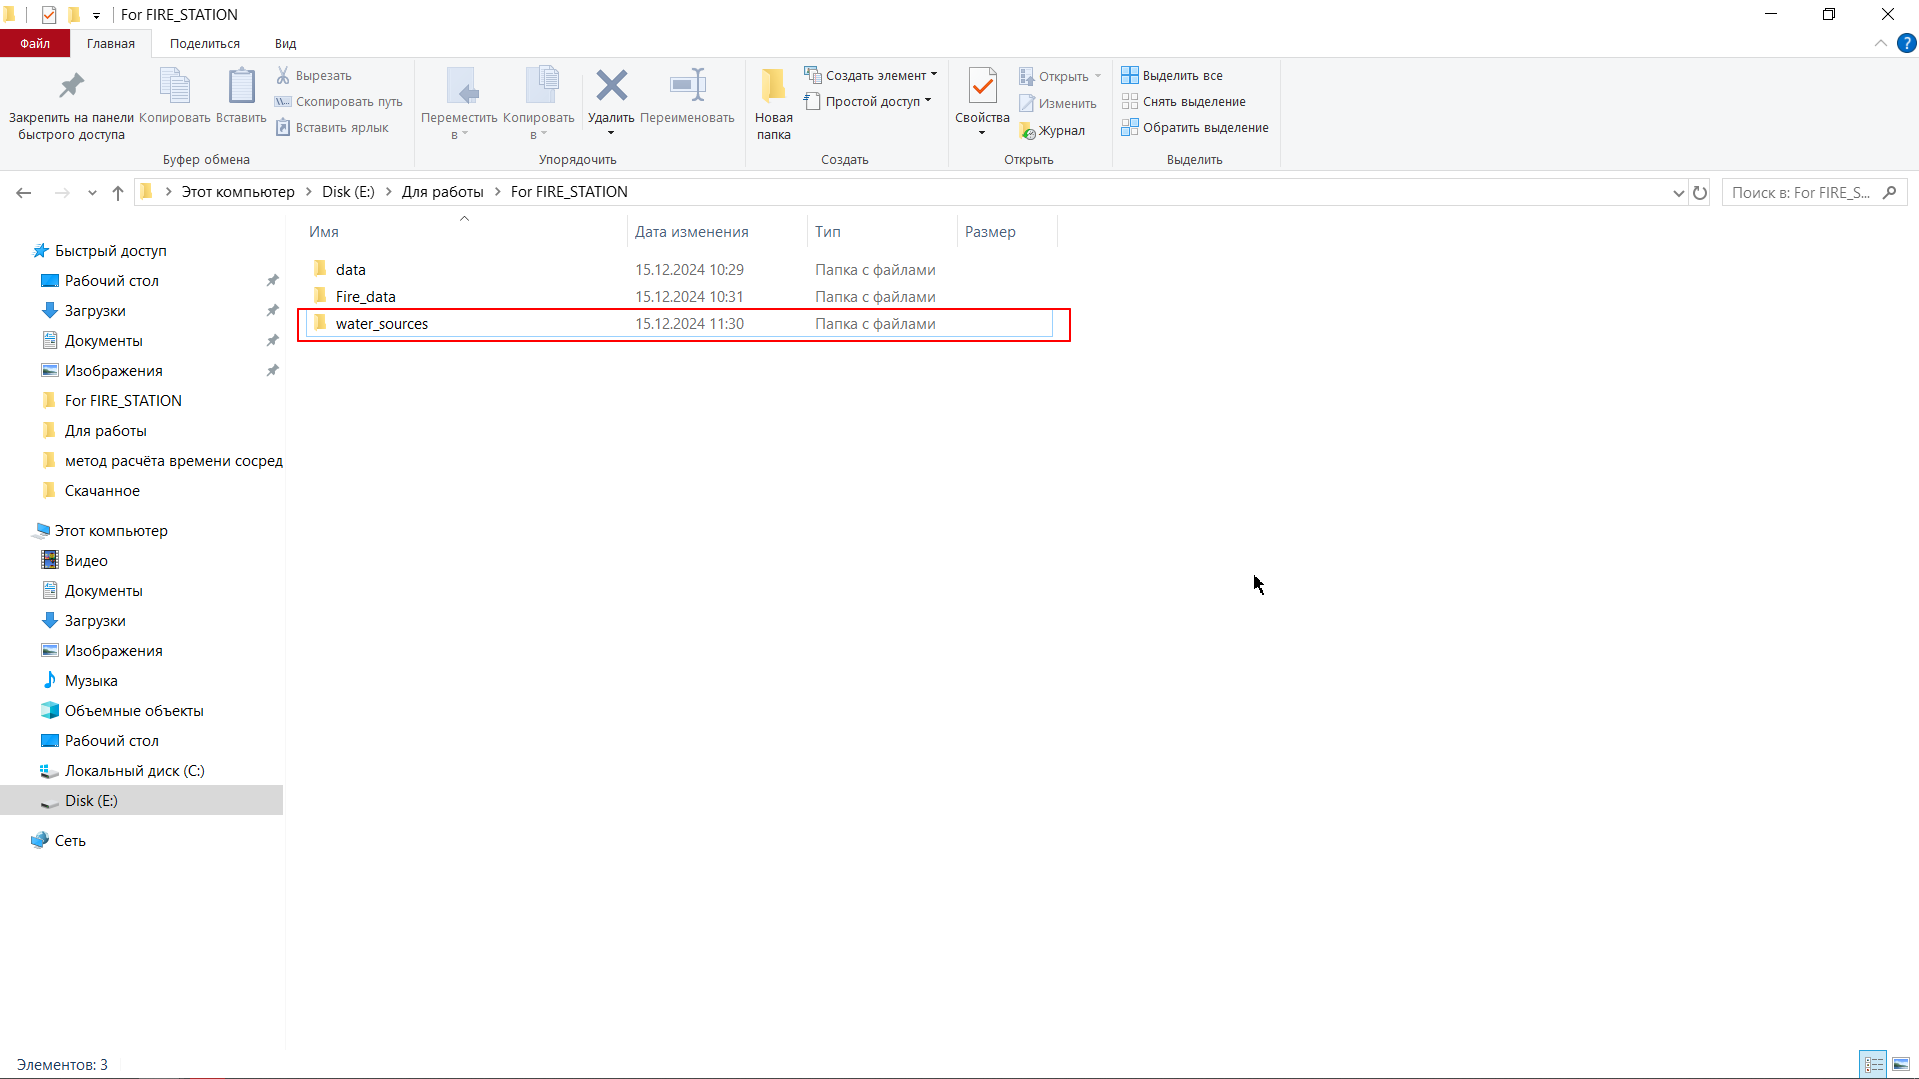 For FIRE_STATION
Файл
Главная
Поделиться
Вид
Закрепить на панели
быстрого доступа
Копировать
Вставить
Вырезать
Скопировать путь
Вставить ярлык
Буфер обмена
Переместить
в
Копировать
в
Удалить
Переименовать
Упорядочить
Новая
папка
Создать элемент
Простой доступ
Создать
Свойства
Открыть
Изменить
Журнал
Открыть
Выделить все
Снять выделение
Обратить выделение
Выделить
Этот компьютер
Disk (E:)
Для работы
For FIRE_STATION
Поиск в: For FIRE_S...
Имя
Дата изменения
Тип
Размер
data 15.12.2024 10:29 Папка с файлами
Fire_data 15.12.2024 10:31 Папка с файлами
water_sources 15.12.2024 11:30 Папка с файлами
Быстрый доступ
Рабочий стол
Загрузки
Документы
Изображения
For FIRE_STATION
Для работы
метод расчёта времени сосред
Скачанное
Этот компьютер
Видео
Документы
Загрузки
Изображения
Музыка
Объемные объекты
Рабочий стол
Локальный диск (C:)
Disk (E:)
Сеть
Элементов: 3